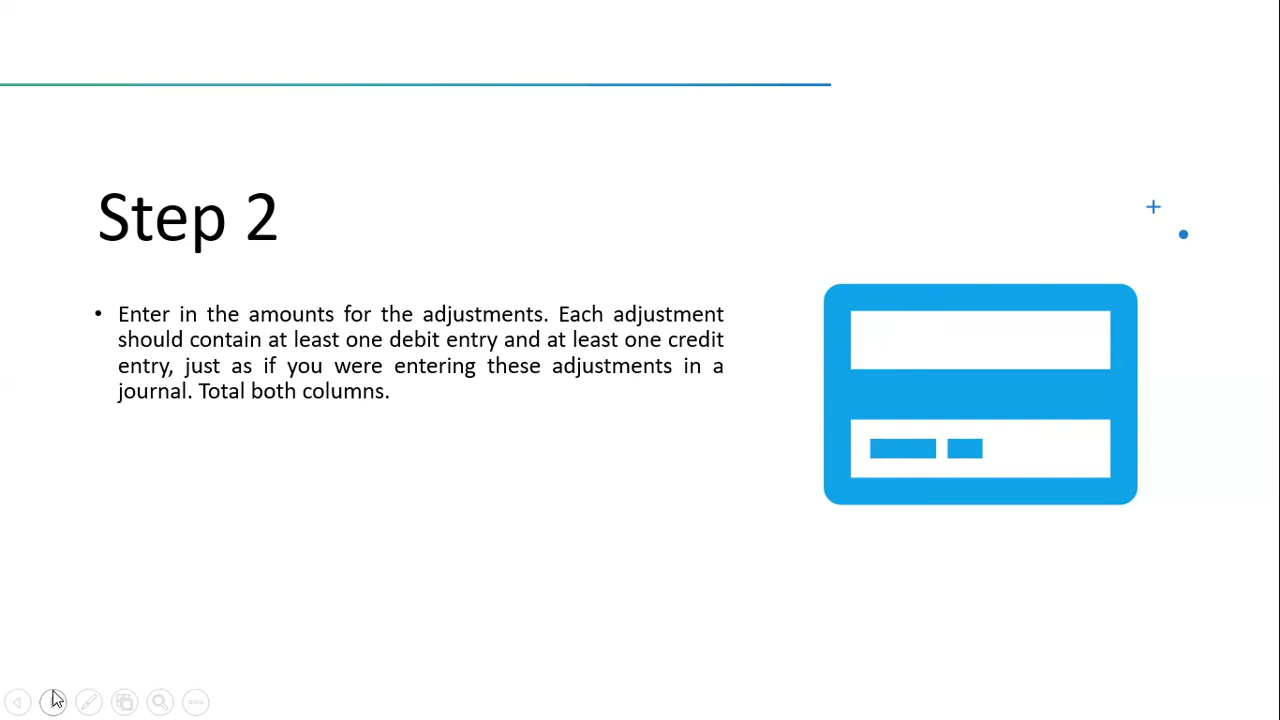 Step 2
• Enter in the amounts for the adjustments. Each adjustment
should contain at least one debit entry and at least one credit
entry, just as if you were entering these adjustments in a
journal. Total both columns.